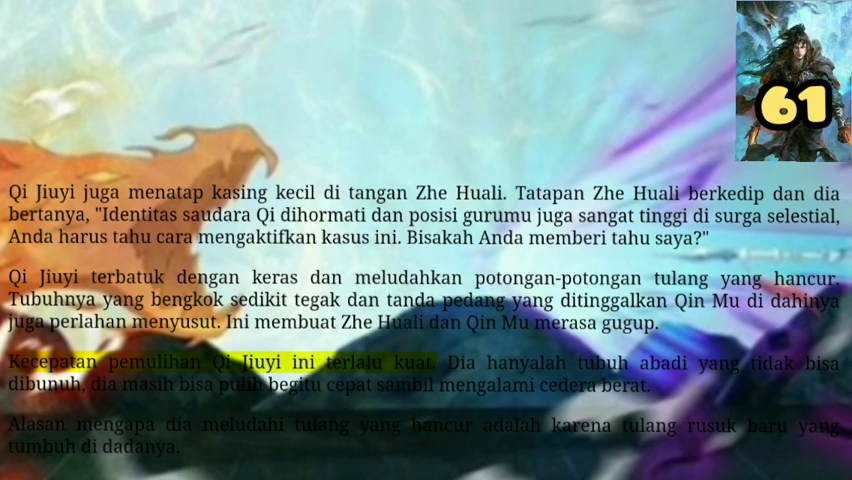 61
Qi Jiuyi juga menatap kasing kecil di tangan Zhe Huali. Tatapan Zhe Huali berkedip dan dia
bertanya, "Identitas saudara Qi dihormati dan posisi gurumu juga sangat tinggi di surga selestial,
Anda harus tahu cara mengaktifkan kasus ini. Bisakah Anda memberi tahu saya?"
Qi Jiuyi terbatuk dengan keras dan meludahkan potongan-potongan tulang yang hancur.
Tubuhnya yang bengkok sedikit tegak dan tanda pedang yang ditinggalkan Qin Mu di dahinya
juga perlahan menyusut. Ini membuat Zhe Huali dan Qin Mu merasa gugup.
Kecepatan pemulihan Qi Jiuyi ini terlalu kuat. Dia hanyalah tubuh abadi yang tidak bisa
dibunuh, dia masih bisa pulih begitu cepat sambil mengalami cedera berat.
Alasan mengapa dia meludahi tulang yang hancur adalah karena tulang rusuk baru yang
tumbuh di dadanya.